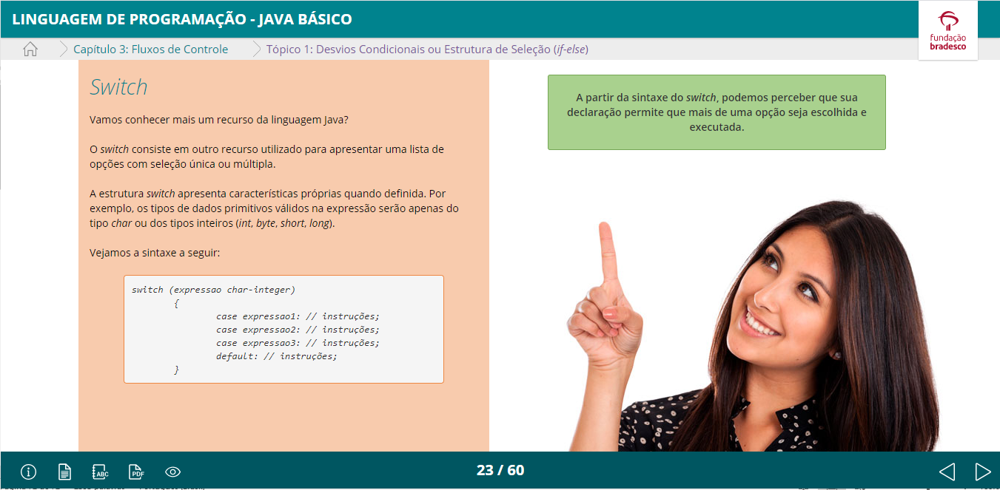 LINGUAGEM DE PROGRAMAÇÃO - JAVA BÁSICO
fundação
bradesco
Capítulo 3: Fluxos de Controle
Tópico 1: Desvios Condicionais ou Estrutura de Seleção (if-else)
Switch
Vamos conhecer mais um recurso da linguagem Java?
O switch consiste em outro recurso utilizado para apresentar uma lista de
opções com seleção única ou múltipla.
A estrutura switch apresenta características próprias quando definida. Por
exemplo, os tipos de dados primitivos válidos na expressão serão apenas do
tipo char ou dos tipos inteiros (int, byte, short, long).
Vejamos a sintaxe a seguir:
switch (expressao char-integer)
{
case expressao1: // instruções;
case expressao2: // instruções;
case expressao3: // instruções;
default: // instruções;
}
A partir da sintaxe do switch, podemos perceber que sua
declaração permite que mais de uma opção seja escolhida e
executada.
ABC
PDF
23 / 60